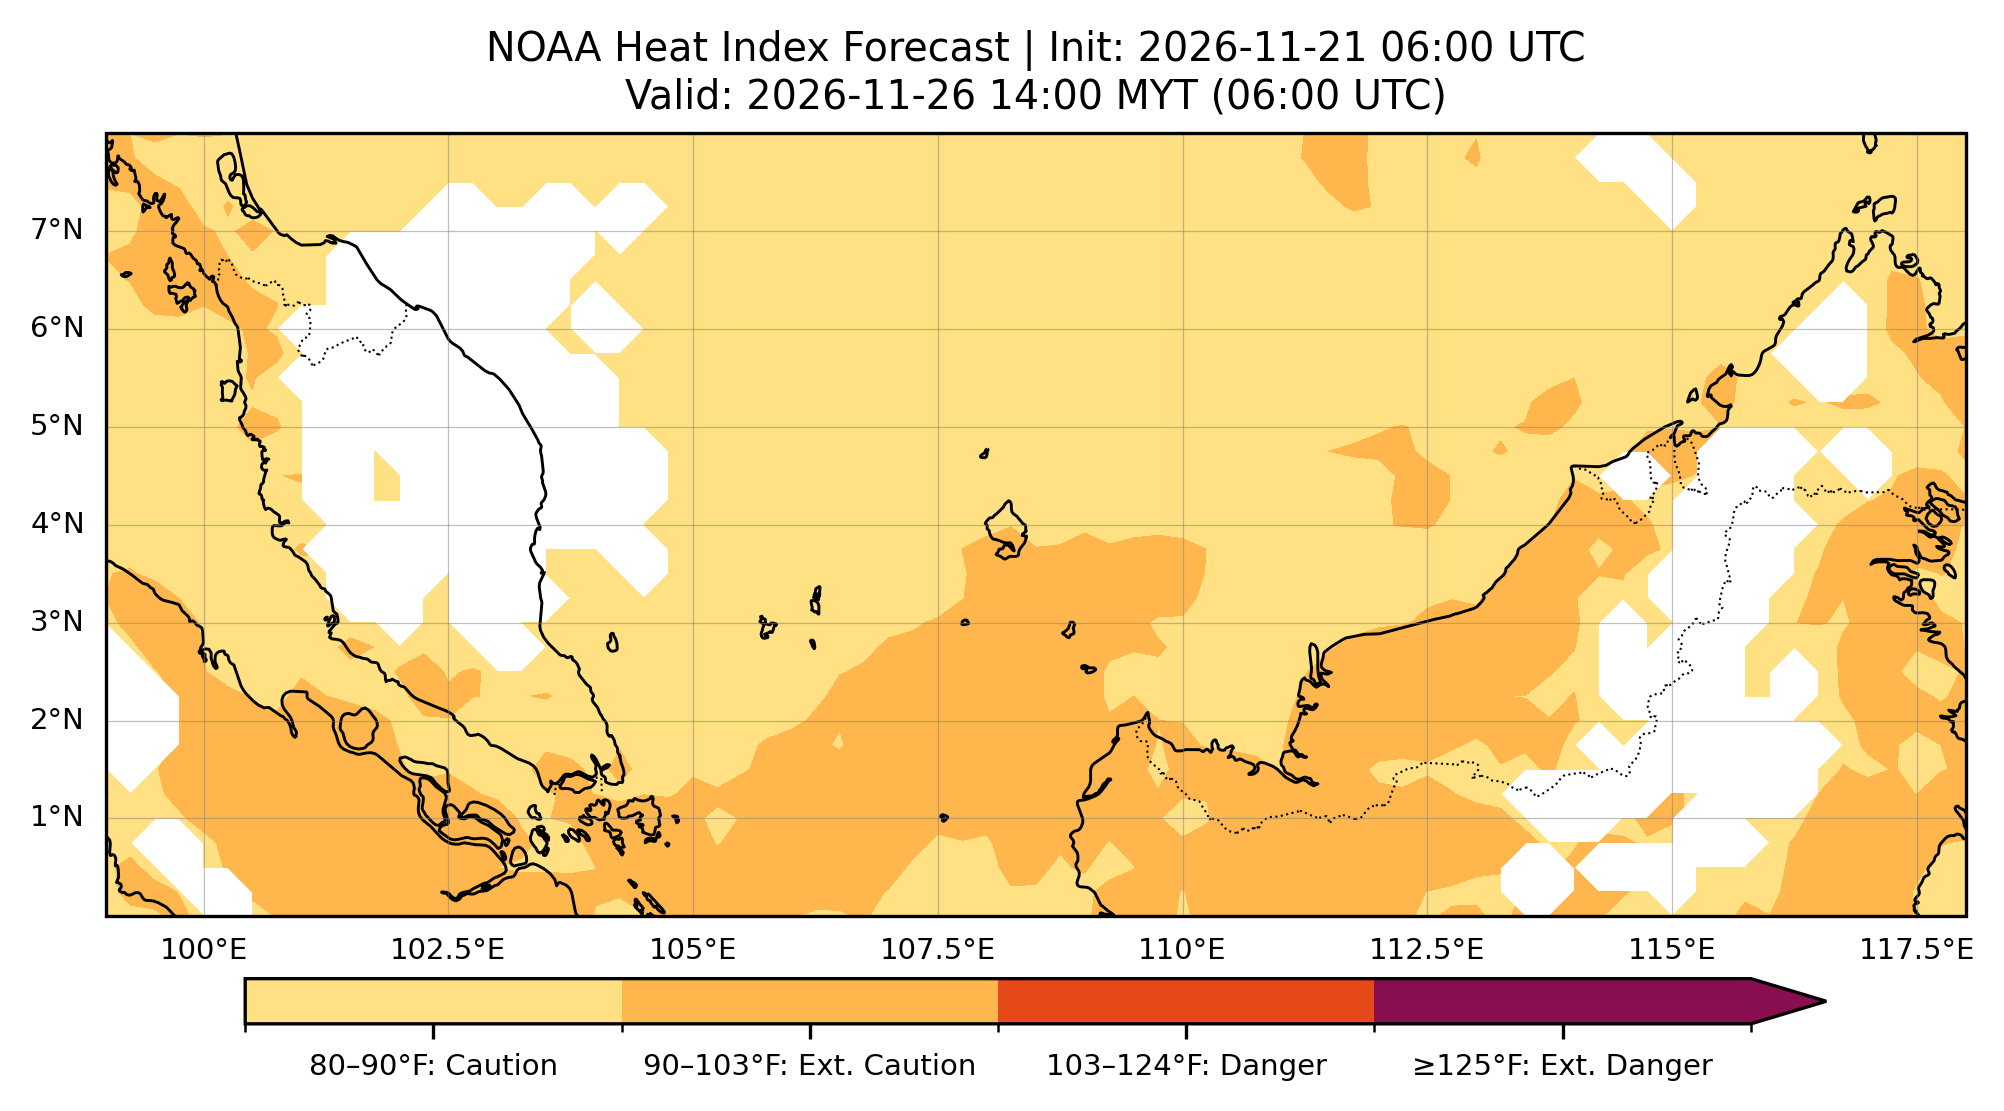 NOAA Heat Index Forecast | Init: 2026-11-21 06:00 UTC
Valid: 2026-11-26 14:00 MYT (06:00 UTC)
7°N
6°N
5°N
4°N
3°N
2°N
1°N
100°E 102.5°E 105°E 107.5°E 110°E 112.5°E 115°E 117.5°E
80–90°F: Caution 90–103°F: Ext. Caution 103–124°F: Danger ≥125°F: Ext. Danger